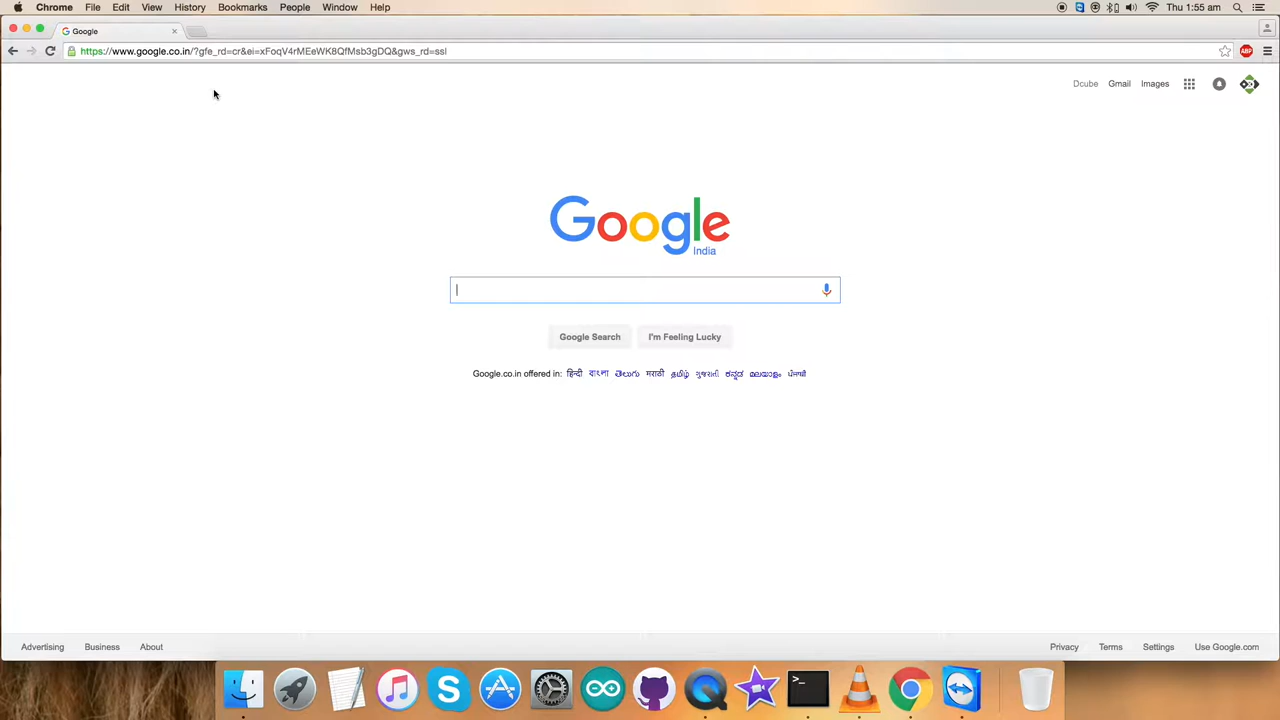 Chrome File Edit View History Bookmarks People Window Help Thu 1:55 am
Google
https://www.google.co.in/?gfe_rd=cr&ei=xFoqV4rMEeWK8QfMsb3gDQ&gws_rd=ssl ABP
Dcube Gmail Images
Google
India
Google Search I'm Feeling Lucky
Google.co.in offered in: हिन्दी বাংলা తెలుగు मराठी தமிழ் ગુજરાતી ಕನ್ನಡ മലയാളം ਪੰਜਾਬੀ
Advertising Business About Privacy Terms Settings Use Google.com